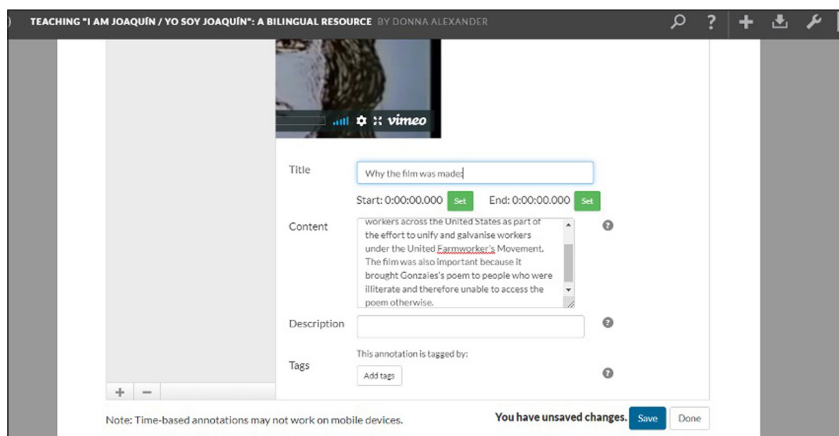 TEACHING "I AM JOAQUÍN / YO SOY JOAQUÍN": A BILINGUAL RESOURCE BY DONNA ALEXANDER
vimeo
Title
Why the film was made:
Start: 0:00:00.000 Set End: 0:00:00.000 Set
Content
workers across the United States as part of
the effort to unify and galvanise workers
under the United Farmworker's Movement.
The film was also important because it
brought Gonzales's poem to people who were
illiterate and therefore unable to access the
poem otherwise.
Description
Tags
This annotation is tagged by:
Add tags
Note: Time-based annotations may not work on mobile devices.
You have unsaved changes. Save Done